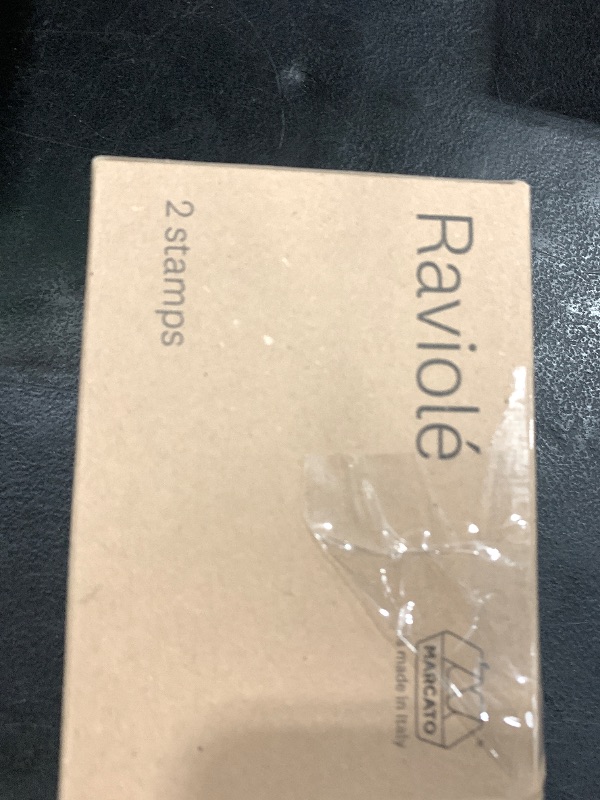 Raviolé
MARCATO
made in Italy
2 stamps